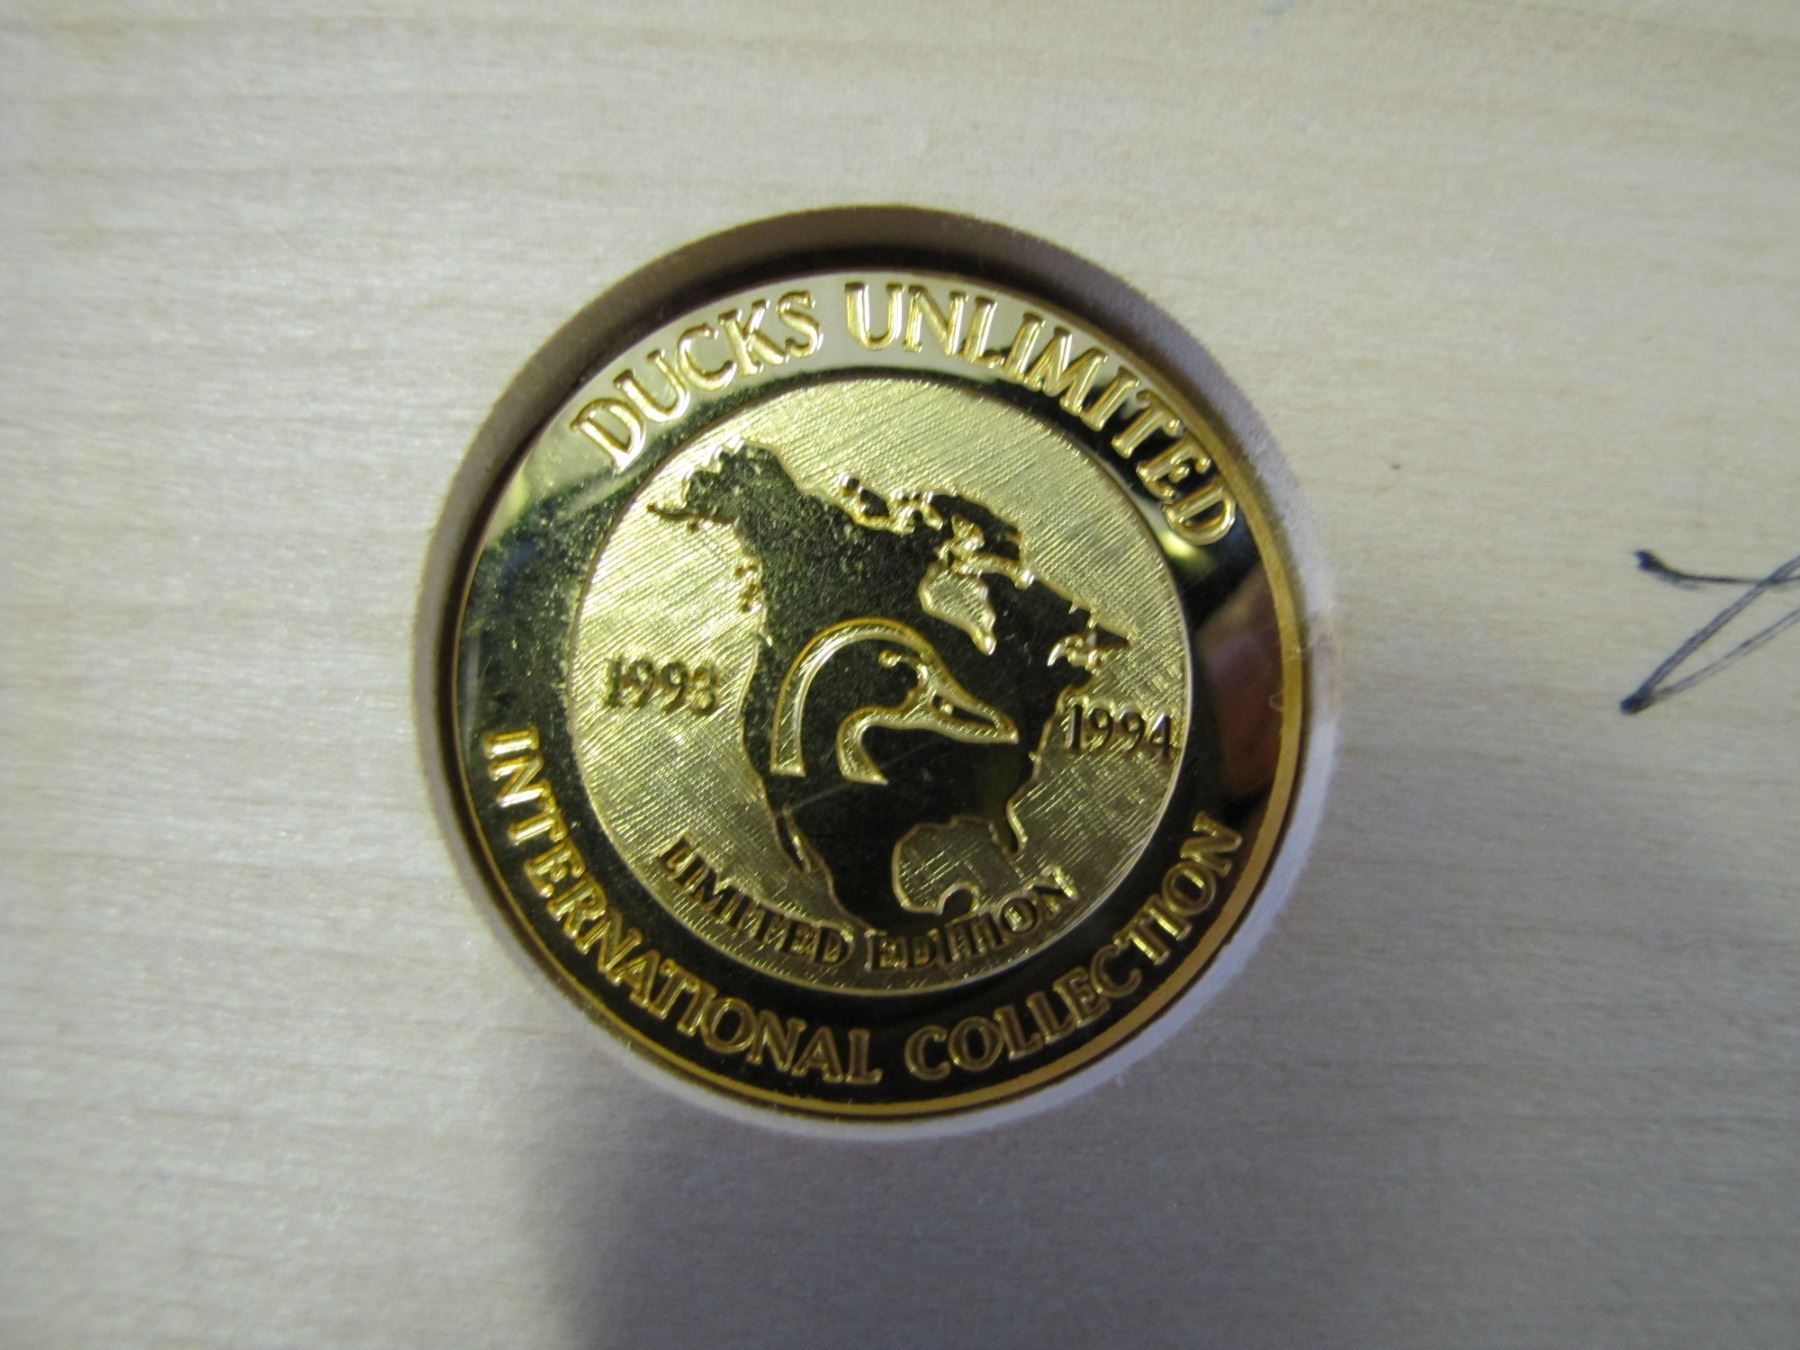 DUCKS UNLIMITED
1993
1994
LIMITED EDITION
INTERNATIONAL COLLECTION